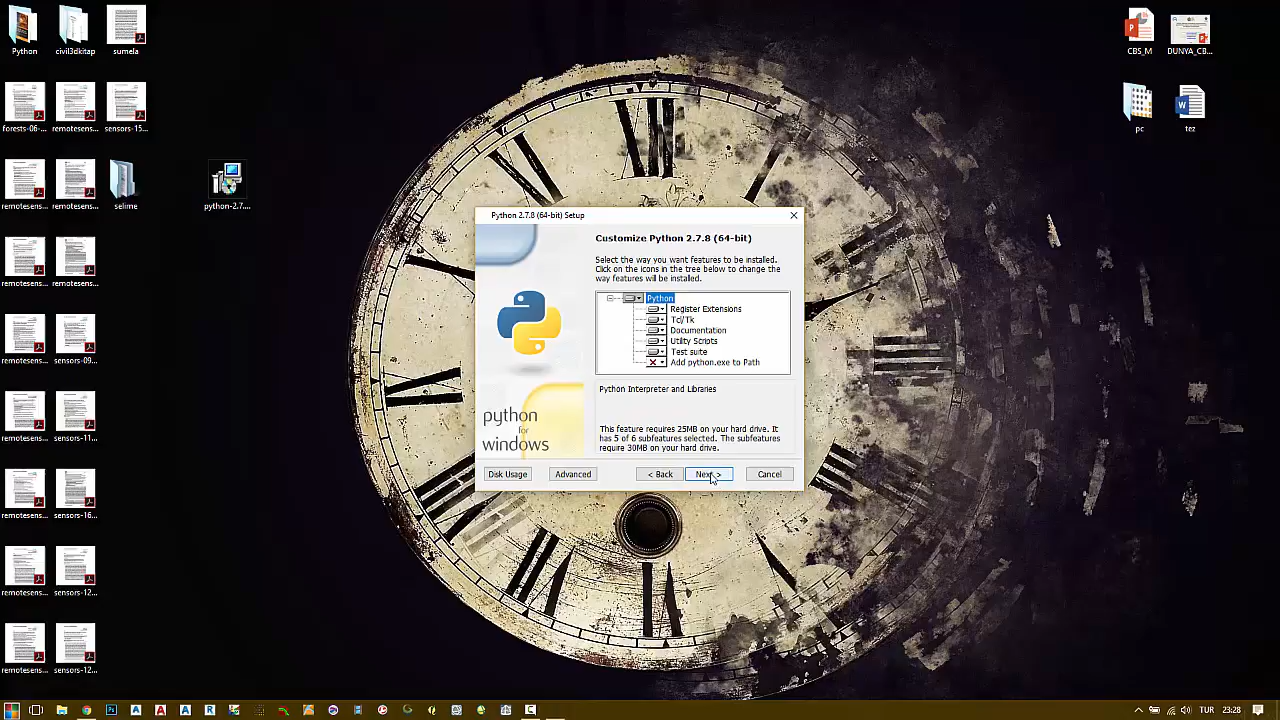 Python
civil3dkitap
sumela
CBS_M
DUNYA_CB...
forests-06-...
remotesens...
sensors-15...
pc
tez
remotesens...
remotesens...
selime
python-2.7....
remotesens...
remotesens...
remotesens...
sensors-09...
remotesens...
sensors-11...
remotesens...
sensors-16...
remotesens...
sensors-12...
remotesens...
sensors-12...
Python 2.7.8 (64-bit) Setup
Customize Python 2.7.8 (64-bit)
Select the way you want features to be installed.
Click on the icons in the tree below to change the
way features will be installed.
Python
Register Extensions
Tcl/Tk
Documentation
Utility Scripts
Test suite
Add python.exe to Path
Python Interpreter and Libraries
This feature requires 25MB on your hard drive. It
has 5 of 6 subfeatures selected. The subfeatures
require 30MB on your hard drive.
python
for
windows
Advanced
Back
Next
TUR
23:28